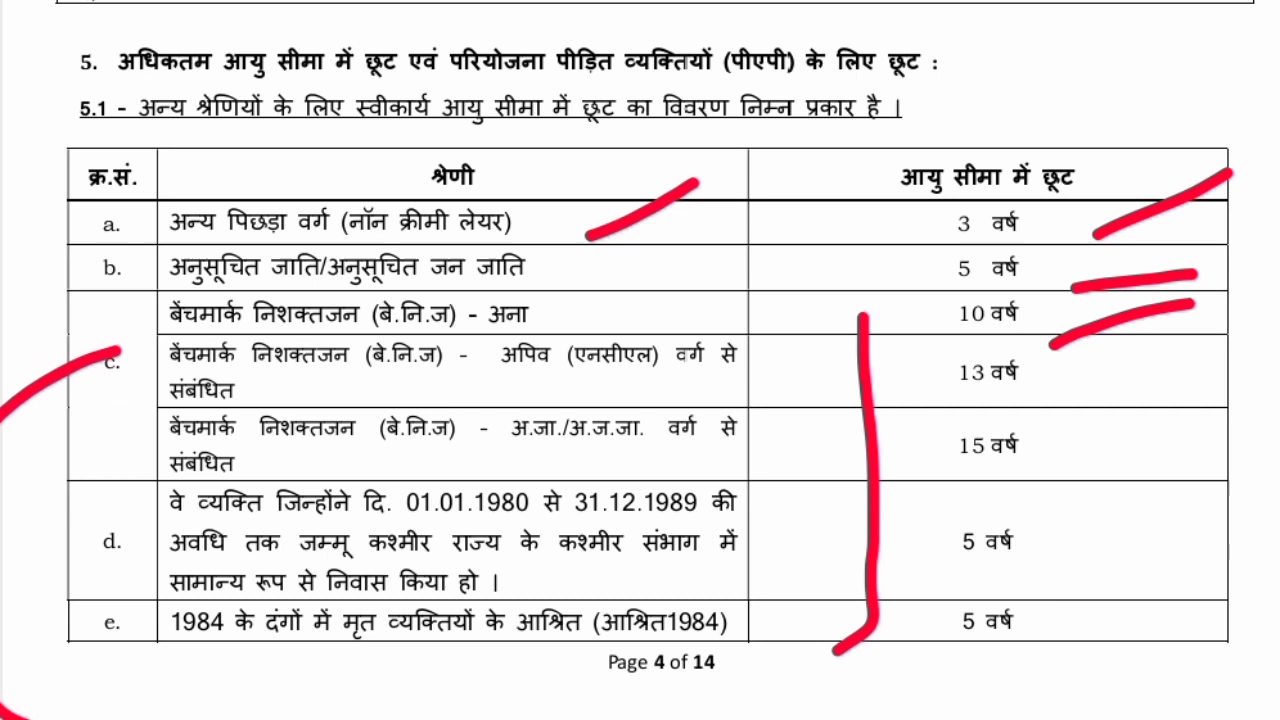 5. अधिकतम आयु सीमा में छूट एवं परियोजना पीड़ित व्यक्तियों (पीएपी) के लिए छूट :
5.1 - अन्य श्रेणियों के लिए स्वीकार्य आयु सीमा में छूट का विवरण निम्न प्रकार है |
क्र.सं. श्रेणी आयु सीमा में छूट
a. अन्य पिछड़ा वर्ग (नॉन क्रीमी लेयर) 3 वर्ष
b. अनुसूचित जाति/अनुसूचित जन जाति 5 वर्ष
c. बेंचमार्क निशक्तजन (बे.नि.ज) - अना 10 वर्ष
बेंचमार्क निशक्तजन (बे.नि.ज) - अपिव (एनसीएल) वर्ग से
संबंधित 13 वर्ष
बेंचमार्क निशक्तजन (बे.नि.ज) - अ.जा./अ.ज.जा. वर्ग से
संबंधित 15 वर्ष
d. वे व्यक्ति जिन्होंने दि. 01.01.1980 से 31.12.1989 की
अवधि तक जम्मू कश्मीर राज्य के कश्मीर संभाग में
सामान्य रूप से निवास किया हो | 5 वर्ष
e. 1984 के दंगों में मृत व्यक्तियों के आश्रित (आश्रित1984) 5 वर्ष
Page 4 of 14